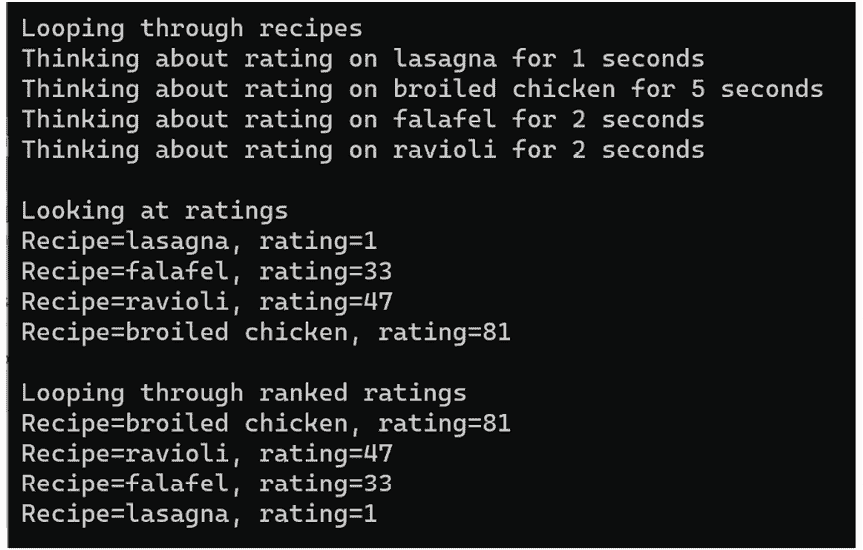 Looping through recipes
Thinking about rating on lasagna for 1 seconds
Thinking about rating on broiled chicken for 5 seconds
Thinking about rating on falafel for 2 seconds
Thinking about rating on ravioli for 2 seconds
Looking at ratings
Recipe=lasagna, rating=1
Recipe=falafel, rating=33
Recipe=ravioli, rating=47
Recipe=broiled chicken, rating=81
Looping through ranked ratings
Recipe=broiled chicken, rating=81
Recipe=ravioli, rating=47
Recipe=falafel, rating=33
Recipe=lasagna, rating=1